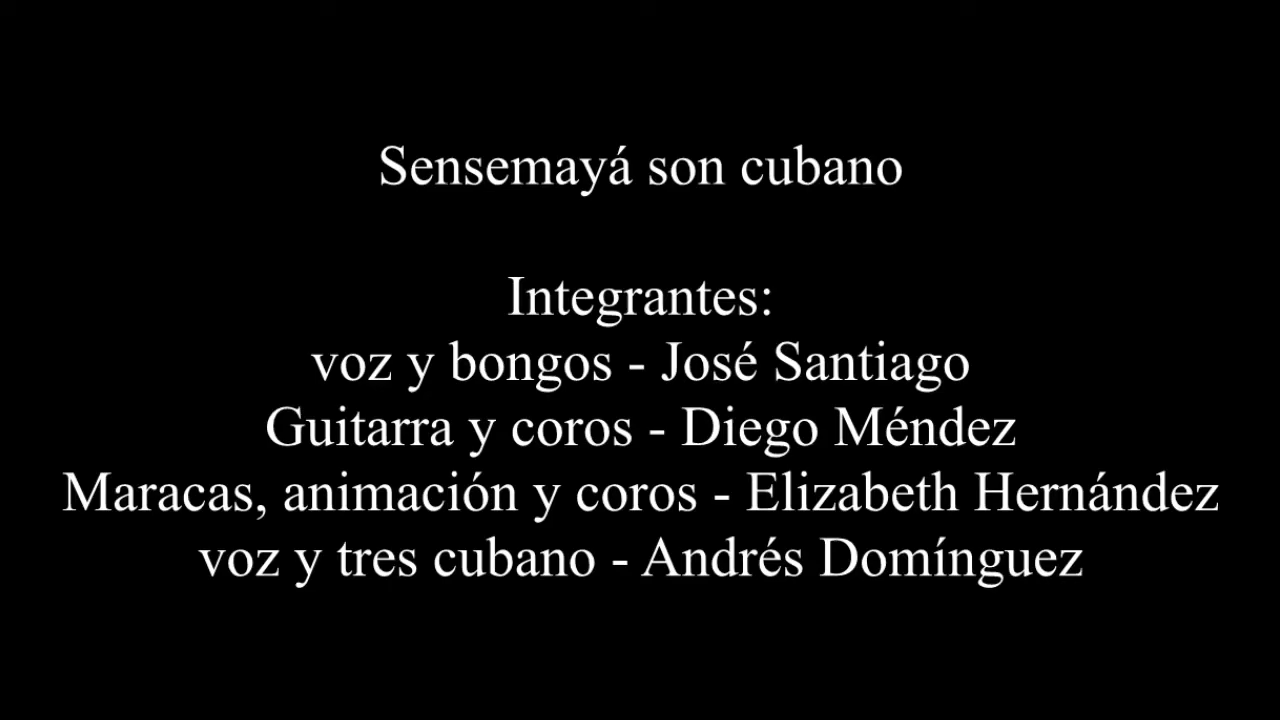 Sensemayá son cubano
Integrantes:
voz y bongos - José Santiago
Guitarra y coros - Diego Méndez
Maracas, animación y coros - Elizabeth Hernández
voz y tres cubano - Andrés Domínguez